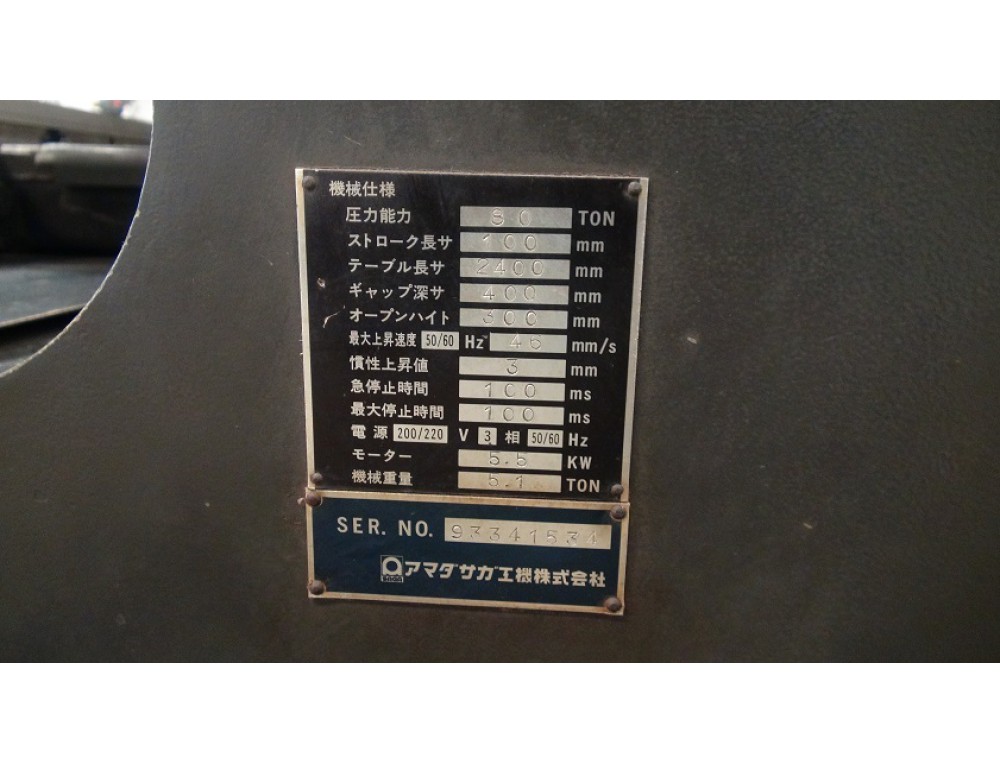 機械仕様
圧力能力 80 TON
ストローク長サ 100 mm
テーブル長サ 2400 mm
ギャップ深サ 400 mm
オープンハイト 300 mm
最大上昇速度 50/60 Hz 46 mm/s
慣性上昇値 3 mm
急停止時間 100 ms
最大停止時間 100 ms
電源 200/220 V 3 相 50/60 Hz
モーター 5.5 KW
機械重量 5.1 TON
SER. NO. 93341534
アマダサガ工機株式会社